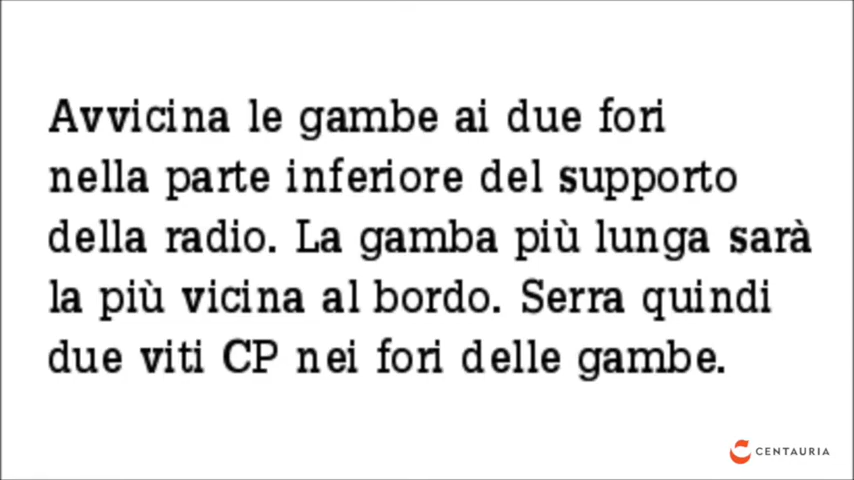 Avvicina le gambe ai due fori
nella parte inferiore del supporto
della radio. La gamba più lunga sarà
la più vicina al bordo. Serra quindi
due viti CP nei fori delle gambe.
CENTAURIA